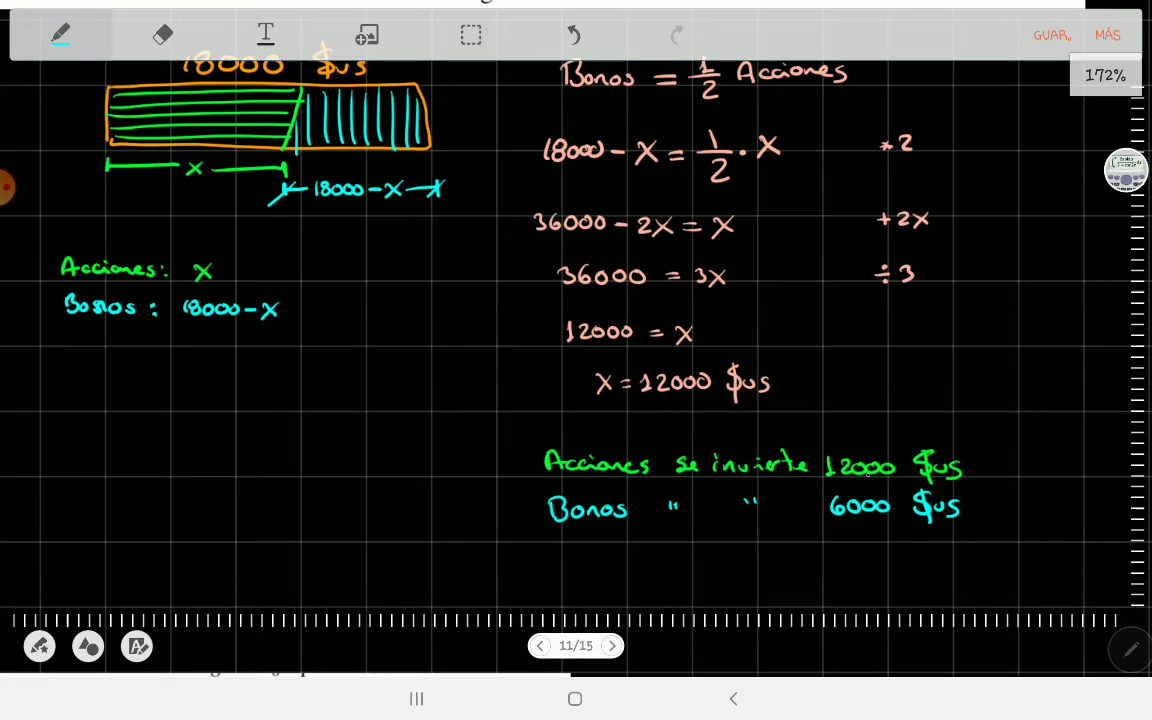 GUAR.
MÁS
172%
18000 $us
x
18000 - x
Acciones: x
Bonos: 18000 - x
Bonos = 1/2 Acciones
18000 - x = 1/2 · x *2
36000 - 2x = x +2x
36000 = 3x ÷3
12000 = x
x = 12000 $us
Acciones se invierte 12000 $us
Bonos " " 6000 $us
11/15